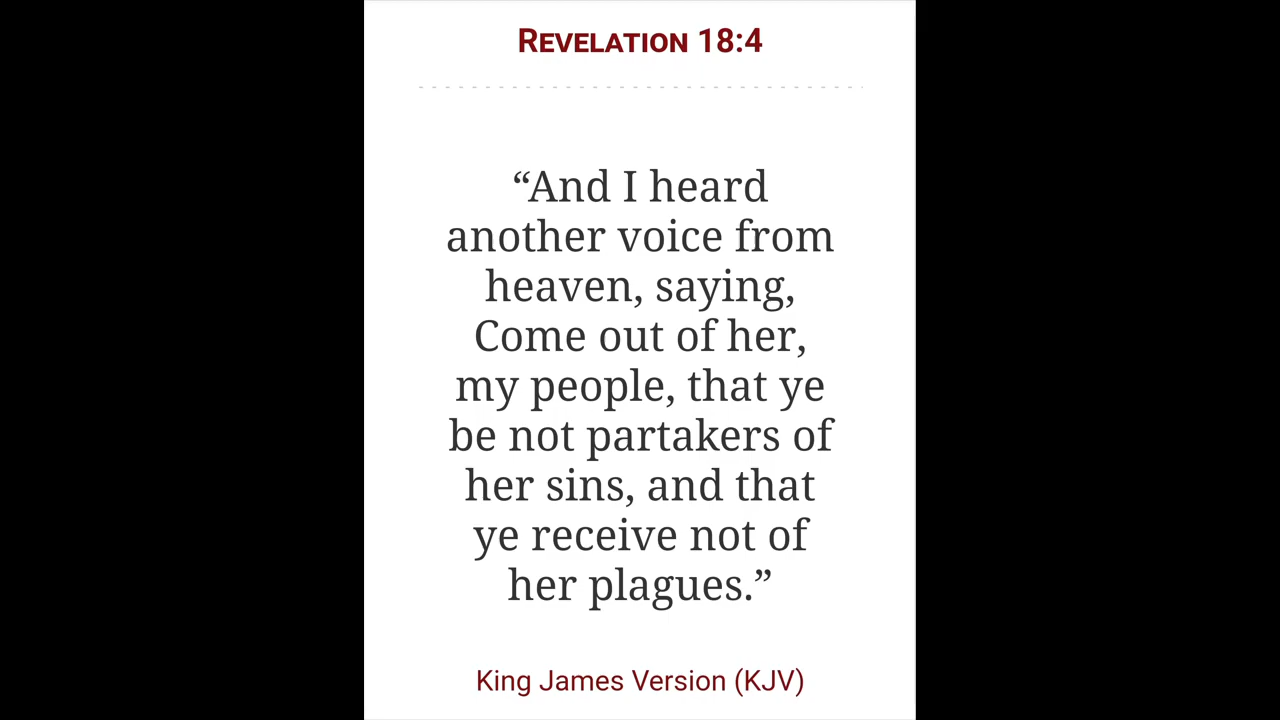 REVELATION 18:4
“And I heard
another voice from
heaven, saying,
Come out of her,
my people, that ye
be not partakers of
her sins, and that
ye receive not of
her plagues.”
King James Version (KJV)